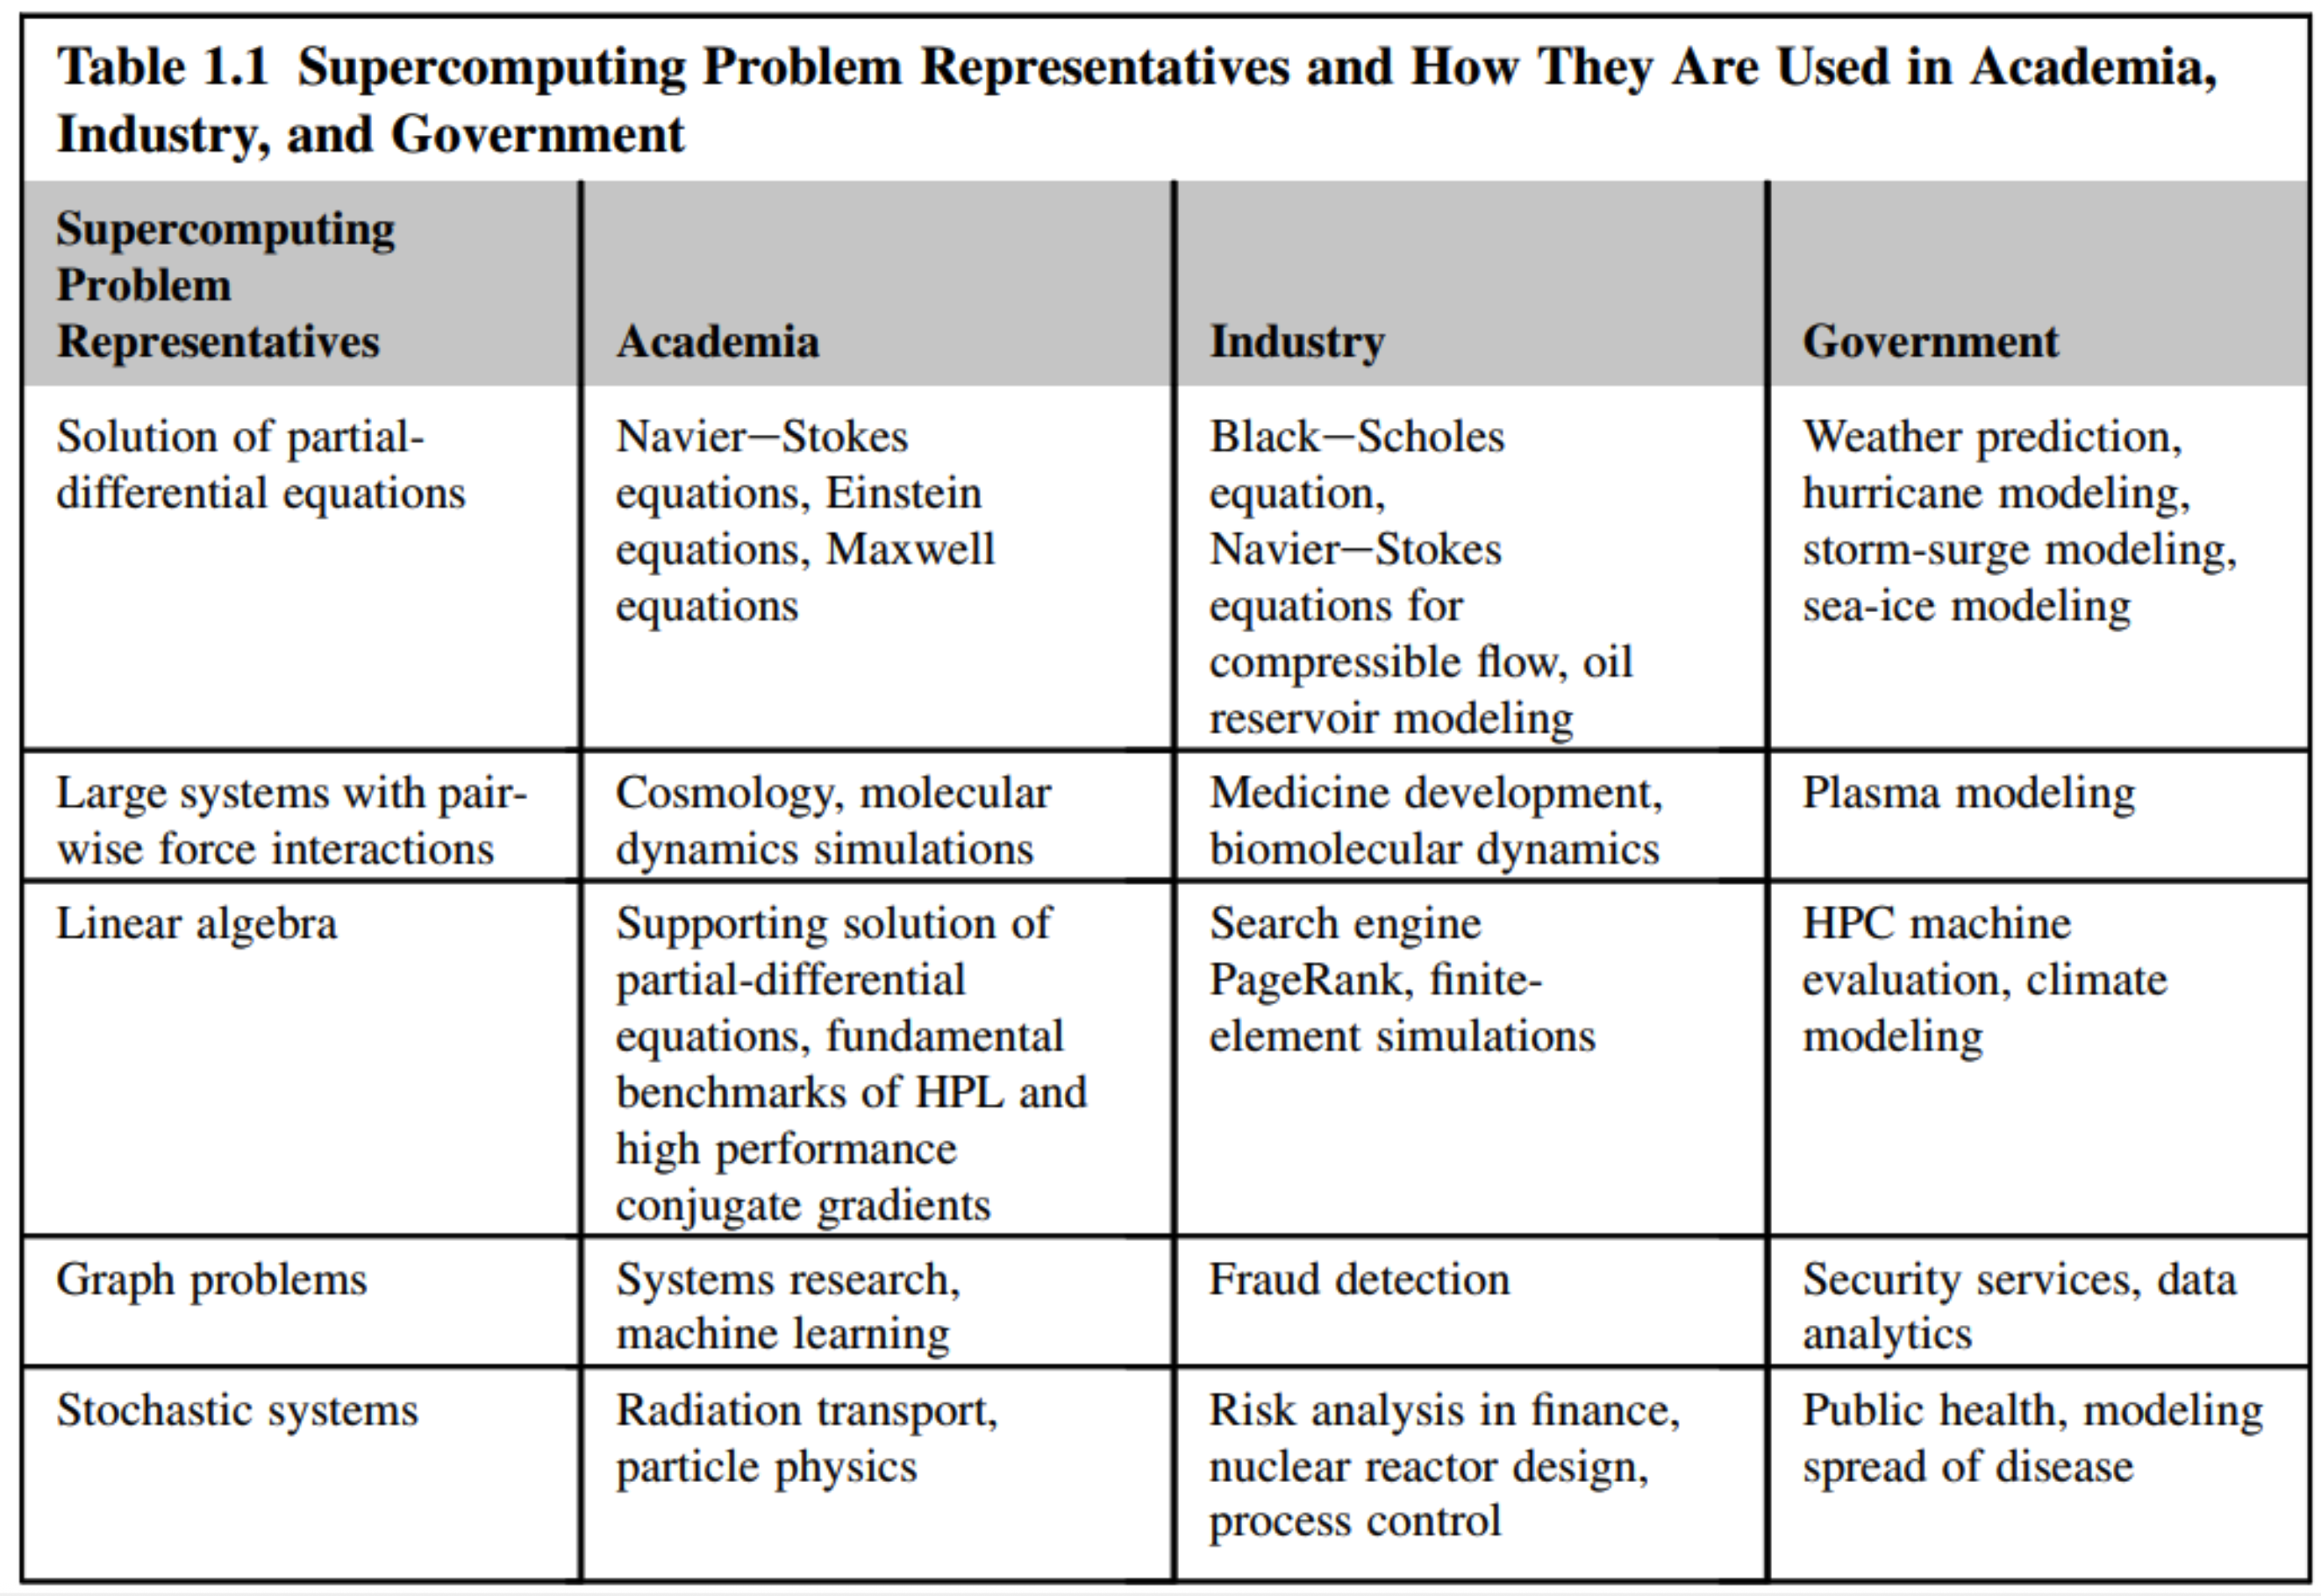 Table 1.1 Supercomputing Problem Representatives and How They Are Used in Academia,
Industry, and Government
Supercomputing
Problem
Representatives
Academia
Industry
Government
Solution of partial-
differential equations
Navier—Stokes
equations, Einstein
equations, Maxwell
equations
Black—Scholes
equation,
Navier—Stokes
equations for
compressible flow, oil
reservoir modeling
Weather prediction,
hurricane modeling,
storm-surge modeling,
sea-ice modeling
Large systems with pair-
wise force interactions
Cosmology, molecular
dynamics simulations
Medicine development,
biomolecular dynamics
Plasma modeling
Linear algebra
Supporting solution of
partial-differential
equations, fundamental
benchmarks of HPL and
high performance
conjugate gradients
Search engine
PageRank, finite-
element simulations
HPC machine
evaluation, climate
modeling
Graph problems
Systems research,
machine learning
Fraud detection
Security services, data
analytics
Stochastic systems
Radiation transport,
particle physics
Risk analysis in finance,
nuclear reactor design,
process control
Public health, modeling
spread of disease